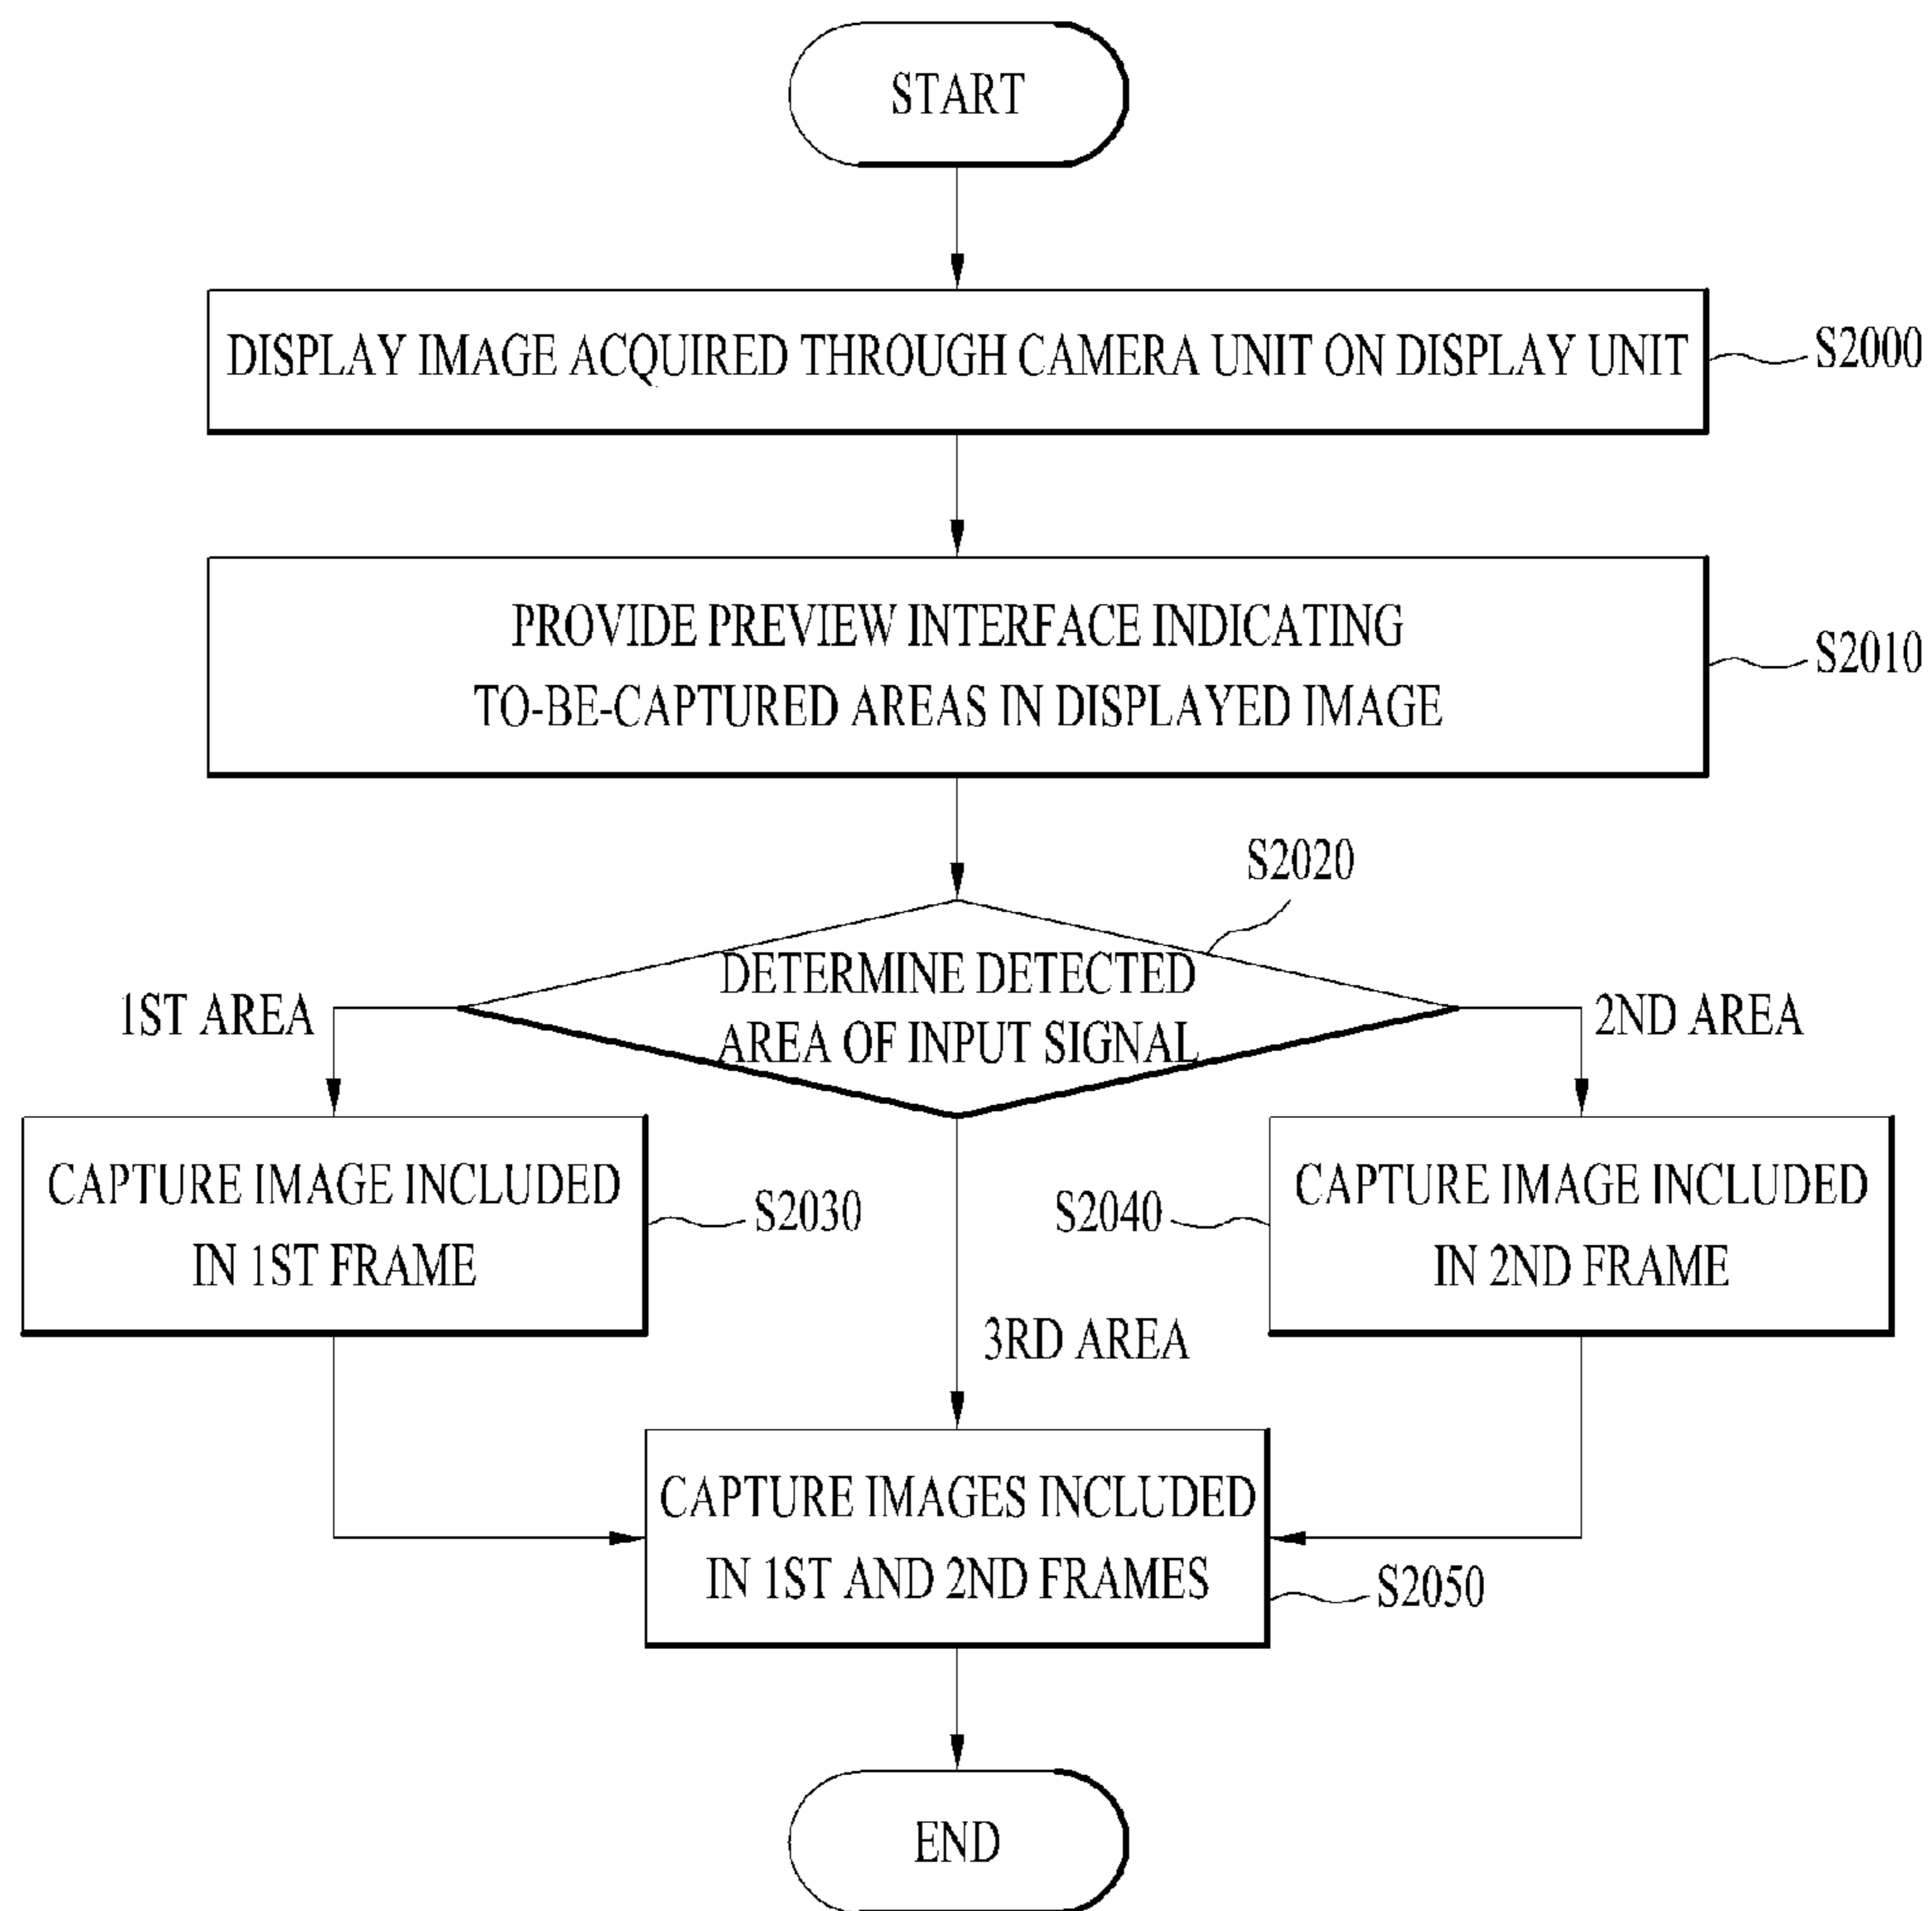 START
DISPLAY IMAGE ACQUIRED THROUGH CAMERA UNIT ON DISPLAY UNIT
S2000
PROVIDE PREVIEW INTERFACE INDICATING
TO-BE-CAPTURED AREAS IN DISPLAYED IMAGE
S2010
S2020
DETERMINE DETECTED
AREA OF INPUT SIGNAL
1ST AREA
2ND AREA
CAPTURE IMAGE INCLUDED
IN 1ST FRAME
S2030
S2040
CAPTURE IMAGE INCLUDED
IN 2ND FRAME
3RD AREA
CAPTURE IMAGES INCLUDED
IN 1ST AND 2ND FRAMES
S2050
END